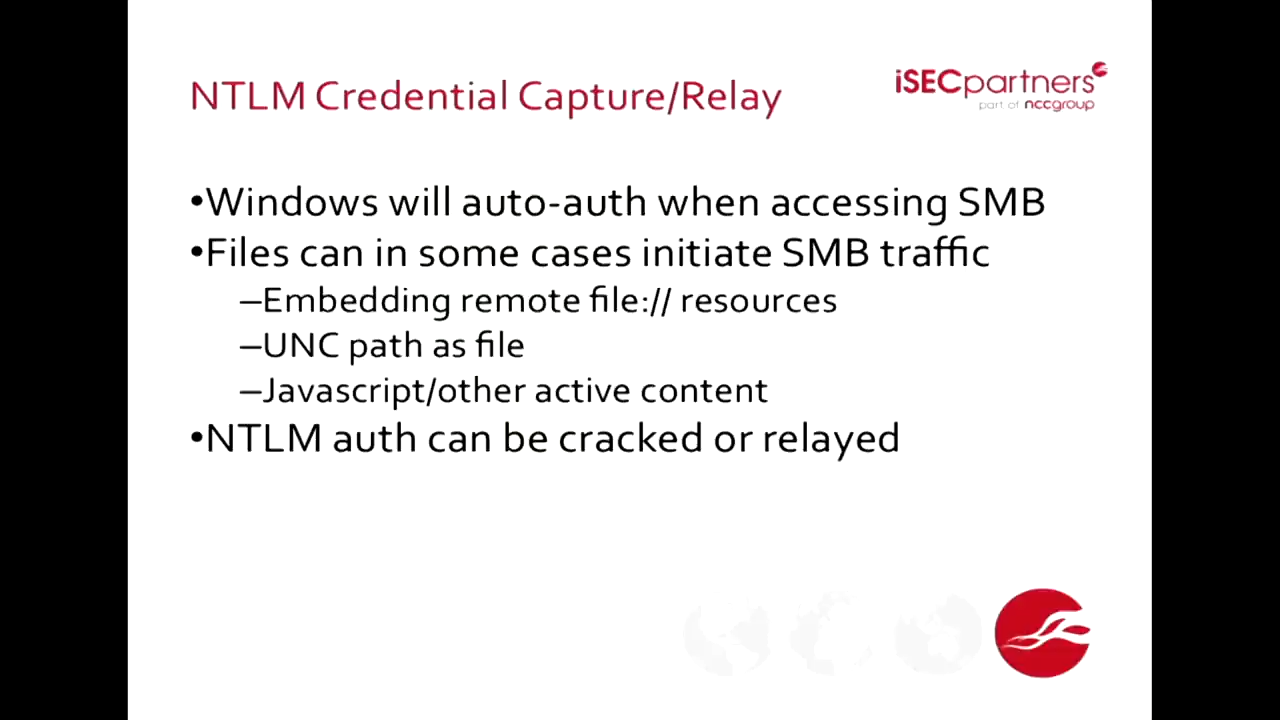 NTLM Credential Capture/Relay
iSECpartners
part of nccgroup
•Windows will auto-auth when accessing SMB
•Files can in some cases initiate SMB traffic
–Embedding remote file:// resources
–UNC path as file
–Javascript/other active content
•NTLM auth can be cracked or relayed